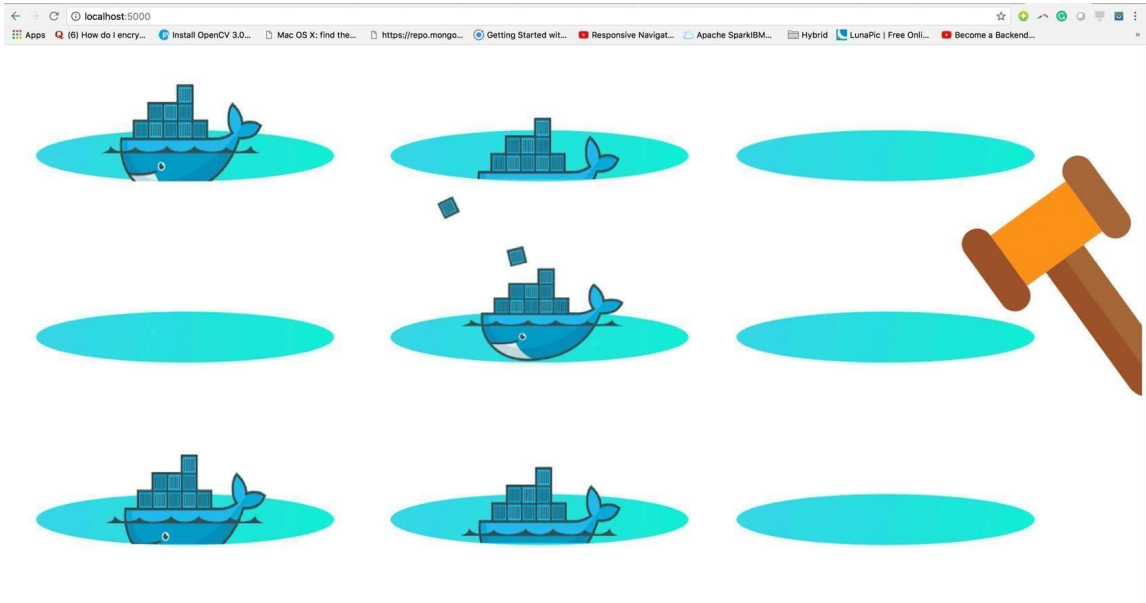 localhost:5000
Apps (6) How do I encry... Install OpenCV 3.0... Mac OS X: find the... https://repo.mongo... Getting Started wit... Responsive Navigat... Apache SparkIBM... Hybrid LunaPic | Free Onli... Become a Backend... »